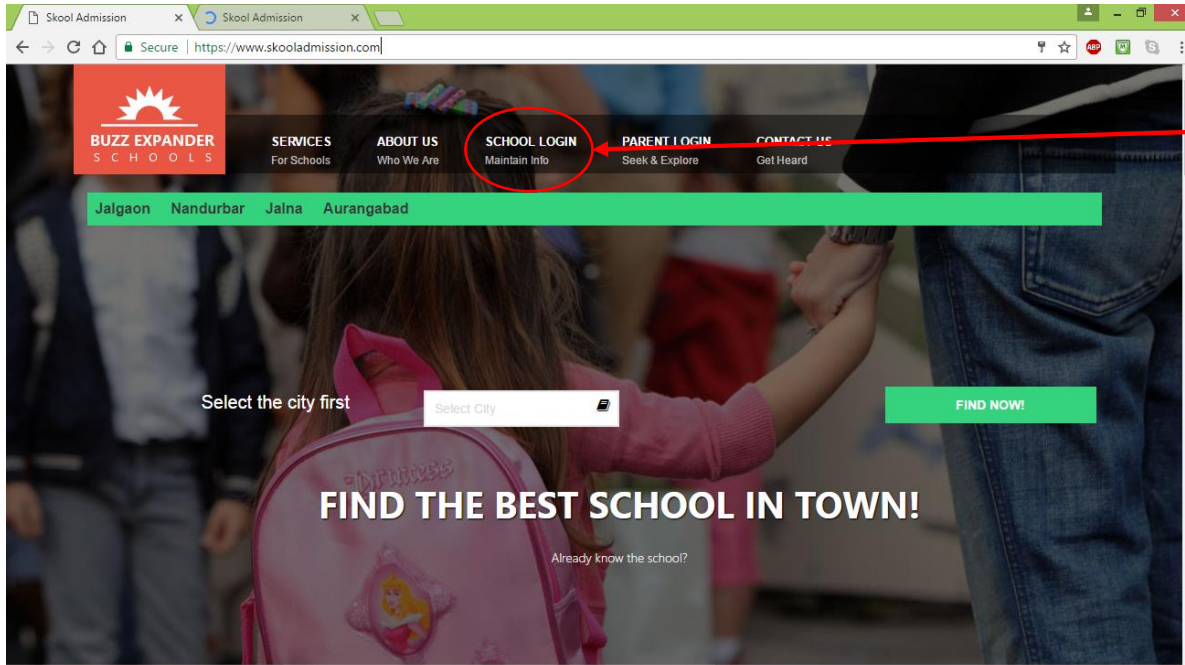 Skool Admission
Skool Admission
Secure
https://www.skooladmission.com
ABP
BUZZ EXPANDER
SCHOOLS
SERVICES
For Schools
ABOUT US
Who We Are
SCHOOL LOGIN
Maintain Info
PARENT LOGIN
Seek & Explore
CONTACT US
Get Heard
Jalgaon Nandurbar Jalna Aurangabad
Select the city first
Select City
FIND NOW!
Princess
FIND THE BEST SCHOOL IN TOWN!
Already know the school?